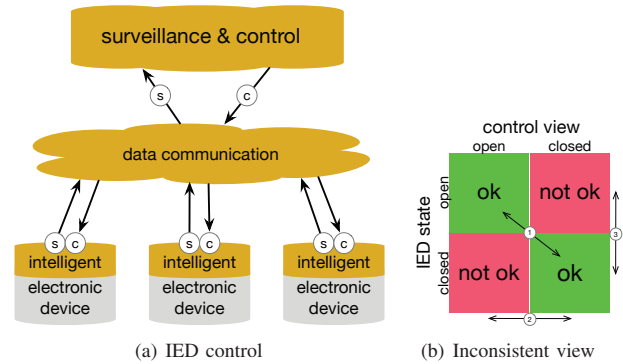 surveillance & control
s
c
data communication
s
c
s
c
s
c
intelligent
intelligent
intelligent
electronic
device
electronic
device
electronic
device
(a) IED control
control view
open
closed
IED state
open
closed
ok
not ok
1
3
not ok
ok
2
(b) Inconsistent view